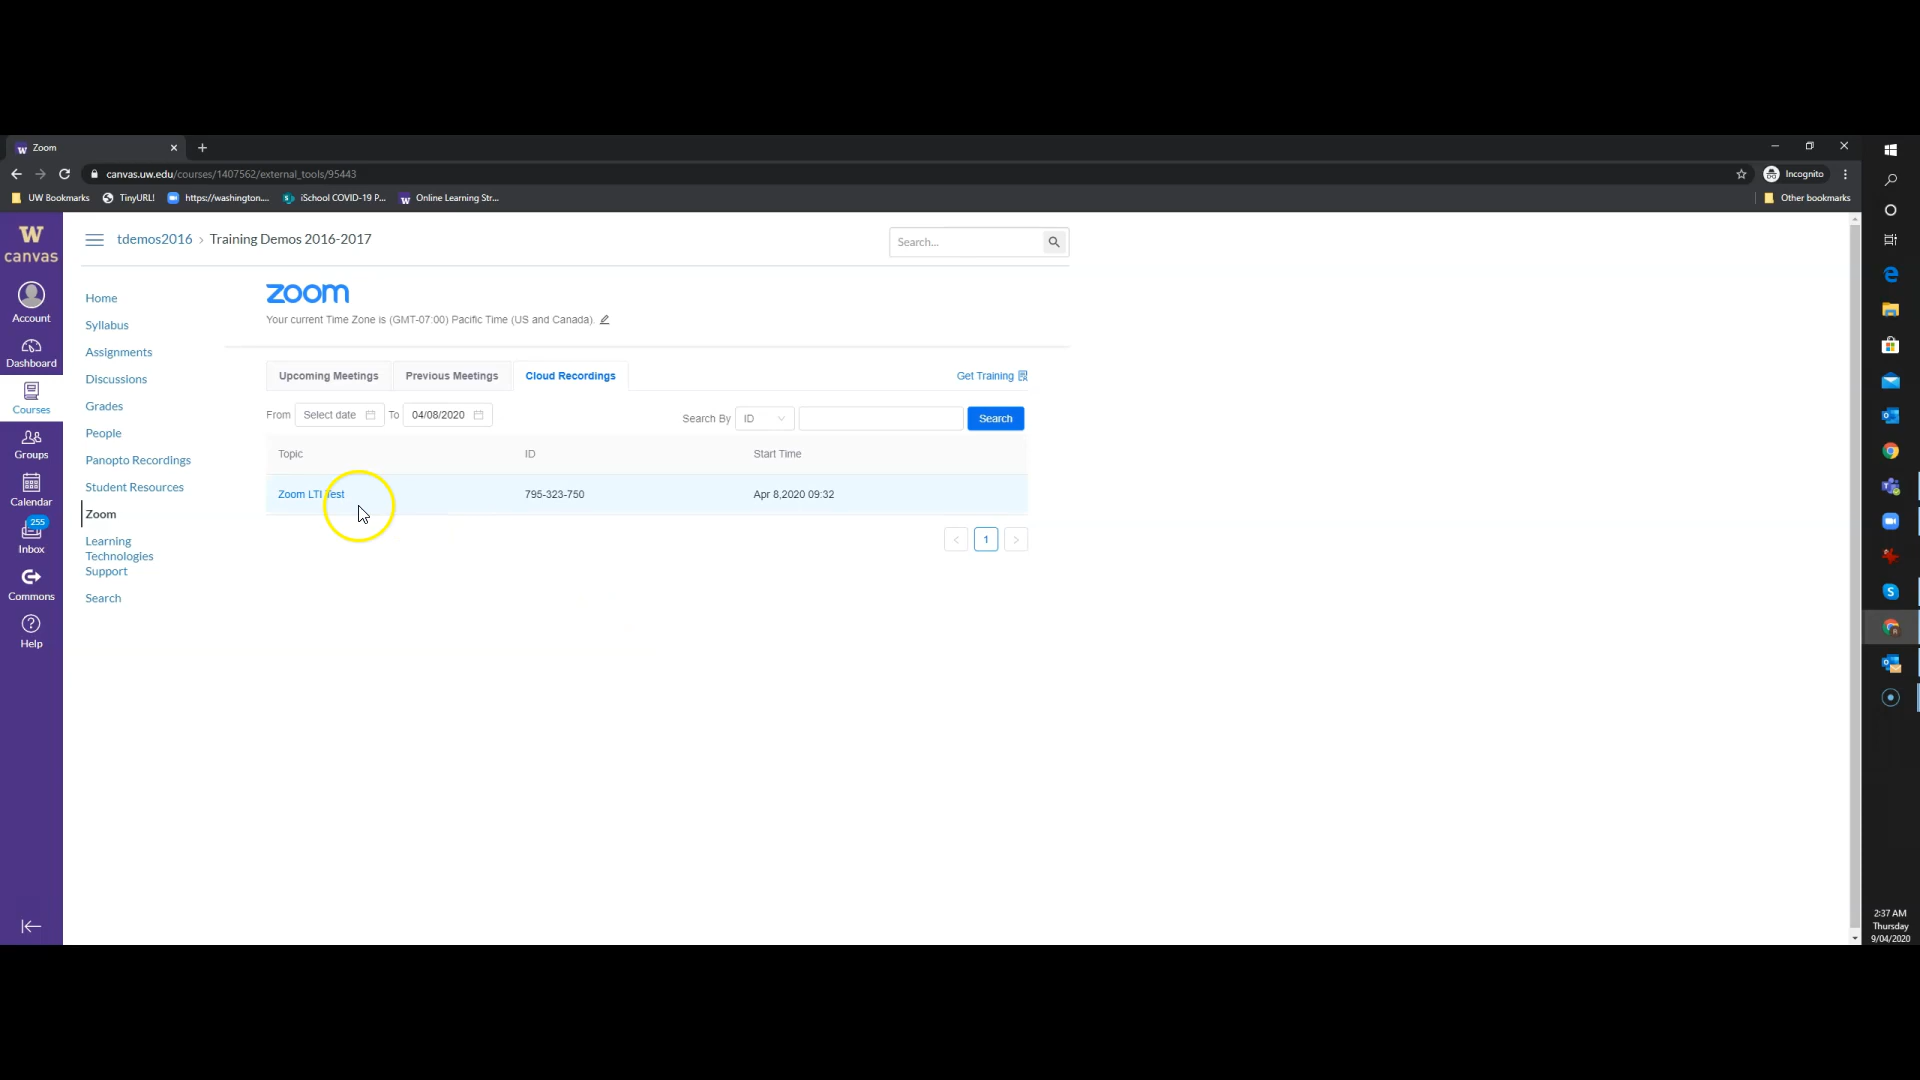 Zoom
canvas.uw.edu/courses/1407562/external_tools/95443
Incognito
UW Bookmarks
TinyURL!
https://washington....
iSchool COVID-19 P...
Online Learning Str...
Other bookmarks
W
canvas
Account
Dashboard
Courses
Groups
Calendar
255
Inbox
Commons
Help
tdemos2016 > Training Demos 2016-2017
Search...
Home
Syllabus
Assignments
Discussions
Grades
People
Panopto Recordings
Student Resources
Zoom
Learning
Technologies
Support
Search
zoom
Your current Time Zone is (GMT-07:00) Pacific Time (US and Canada)
Upcoming Meetings
Previous Meetings
Cloud Recordings
Get Training
From Select date To 04/08/2020
Search By ID
Search
Topic ID Start Time
Zoom LTI Test 795-323-750 Apr 8,2020 09:32
< 1 >
2:37 AM
Thursday
9/04/2020